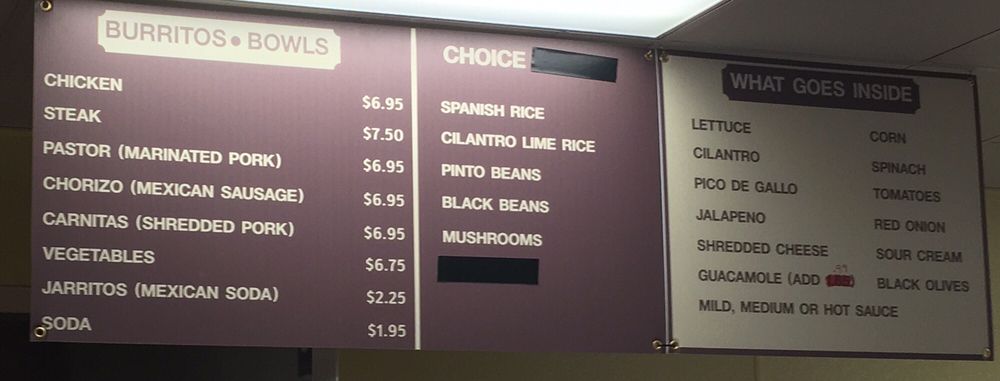 BURRITOS • BOWLS
CHICKEN $6.95
STEAK $7.50
PASTOR (MARINATED PORK) $6.95
CHORIZO (MEXICAN SAUSAGE) $6.95
CARNITAS (SHREDDED PORK) $6.95
VEGETABLES $6.75
JARRITOS (MEXICAN SODA) $2.25
SODA $1.95
CHOICE
SPANISH RICE
CILANTRO LIME RICE
PINTO BEANS
BLACK BEANS
MUSHROOMS
WHAT GOES INSIDE
LETTUCE
CILANTRO
PICO DE GALLO
JALAPENO
SHREDDED CHEESE
GUACAMOLE (ADD
MILD, MEDIUM OR HOT SAUCE
CORN
SPINACH
TOMATOES
RED ONION
SOUR CREAM
BLACK OLIVES